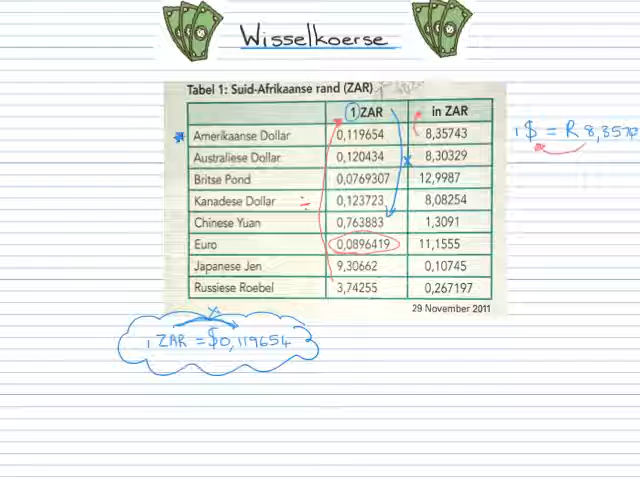 Wisselkoerse
Tabel 1: Suid-Afrikaanse rand (ZAR)
1 ZAR in ZAR
Amerikaanse Dollar 0,119654 8,35743
Australiese Dollar 0,120434 8,30329
Britse Pond 0,0769307 12,9987
Kanadese Dollar 0,123723 8,08254
Chinese Yuan 0,763883 1,3091
Euro 0,0896419 11,1555
Japanese Jen 9,30662 0,10745
Russiese Roebel 3,74255 0,267197
29 November 2011
1 $ = R 8,357
÷
x
x
1 ZAR = $0,119654